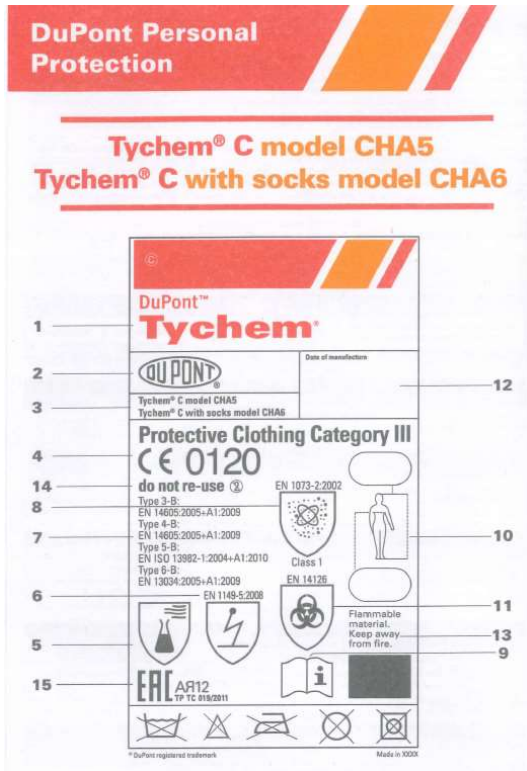 DuPont Personal
Protection
Tychem® C model CHA5
Tychem® C with socks model CHA6
©
DuPont™
1
Tychem®
Date of manufacture
2
DU PONT®
12
3
Tychem® C model CHA5
Tychem® C with socks model CHA6
Protective Clothing Category III
4
CE 0120
14
do not re-use ②
EN 1073-2:2002
8
Type 3-B:
EN 14605:2005+A1:2009
Type 4-B:
7
EN 14605:2005+A1:2009
10
Type 5-B:
EN ISO 13982-1:2004+A1:2010
Class 1
Type 6-B:
EN 13034:2005+A1:2009
EN 14126
6
EN 1149-5:2008
11
Flammable
material.
Keep away
from fire.
13
5
9
i
15
EAC
АЯ12
TP TC 019/2011
® DuPont registered trademark
Made in XXXX